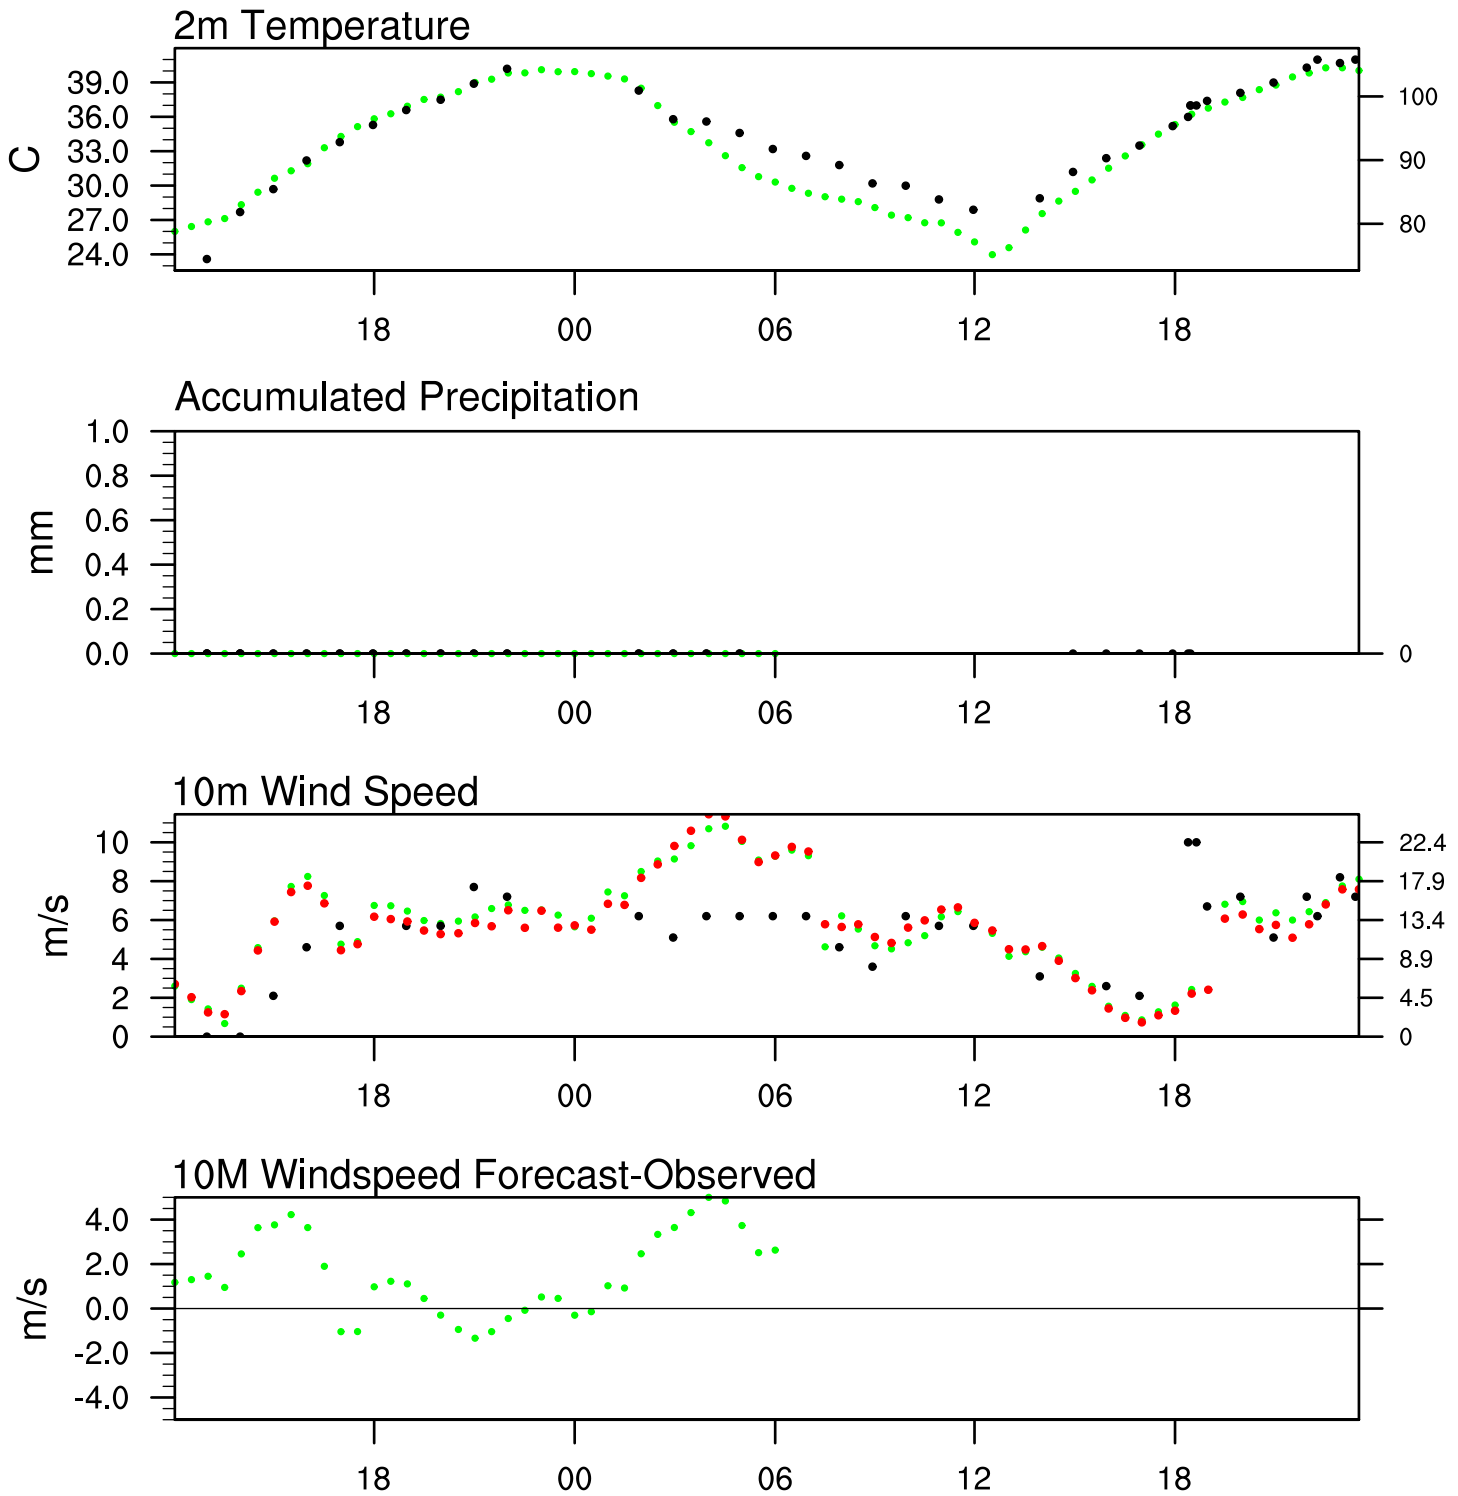 2m Temperature
39.0
36.0
33.0
30.0
27.0
24.0
C
100
90
80
18 00 06 12 18
Accumulated Precipitation
1.0
0.8
0.6
0.4
0.2
0.0
mm
0
18 00 06 12 18
10m Wind Speed
10
8
6
4
2
0
m/s
22.4
17.9
13.4
8.9
4.5
0
18 00 06 12 18
10M Windspeed Forecast-Observed
4.0
2.0
0.0
-2.0
-4.0
m/s
18 00 06 12 18